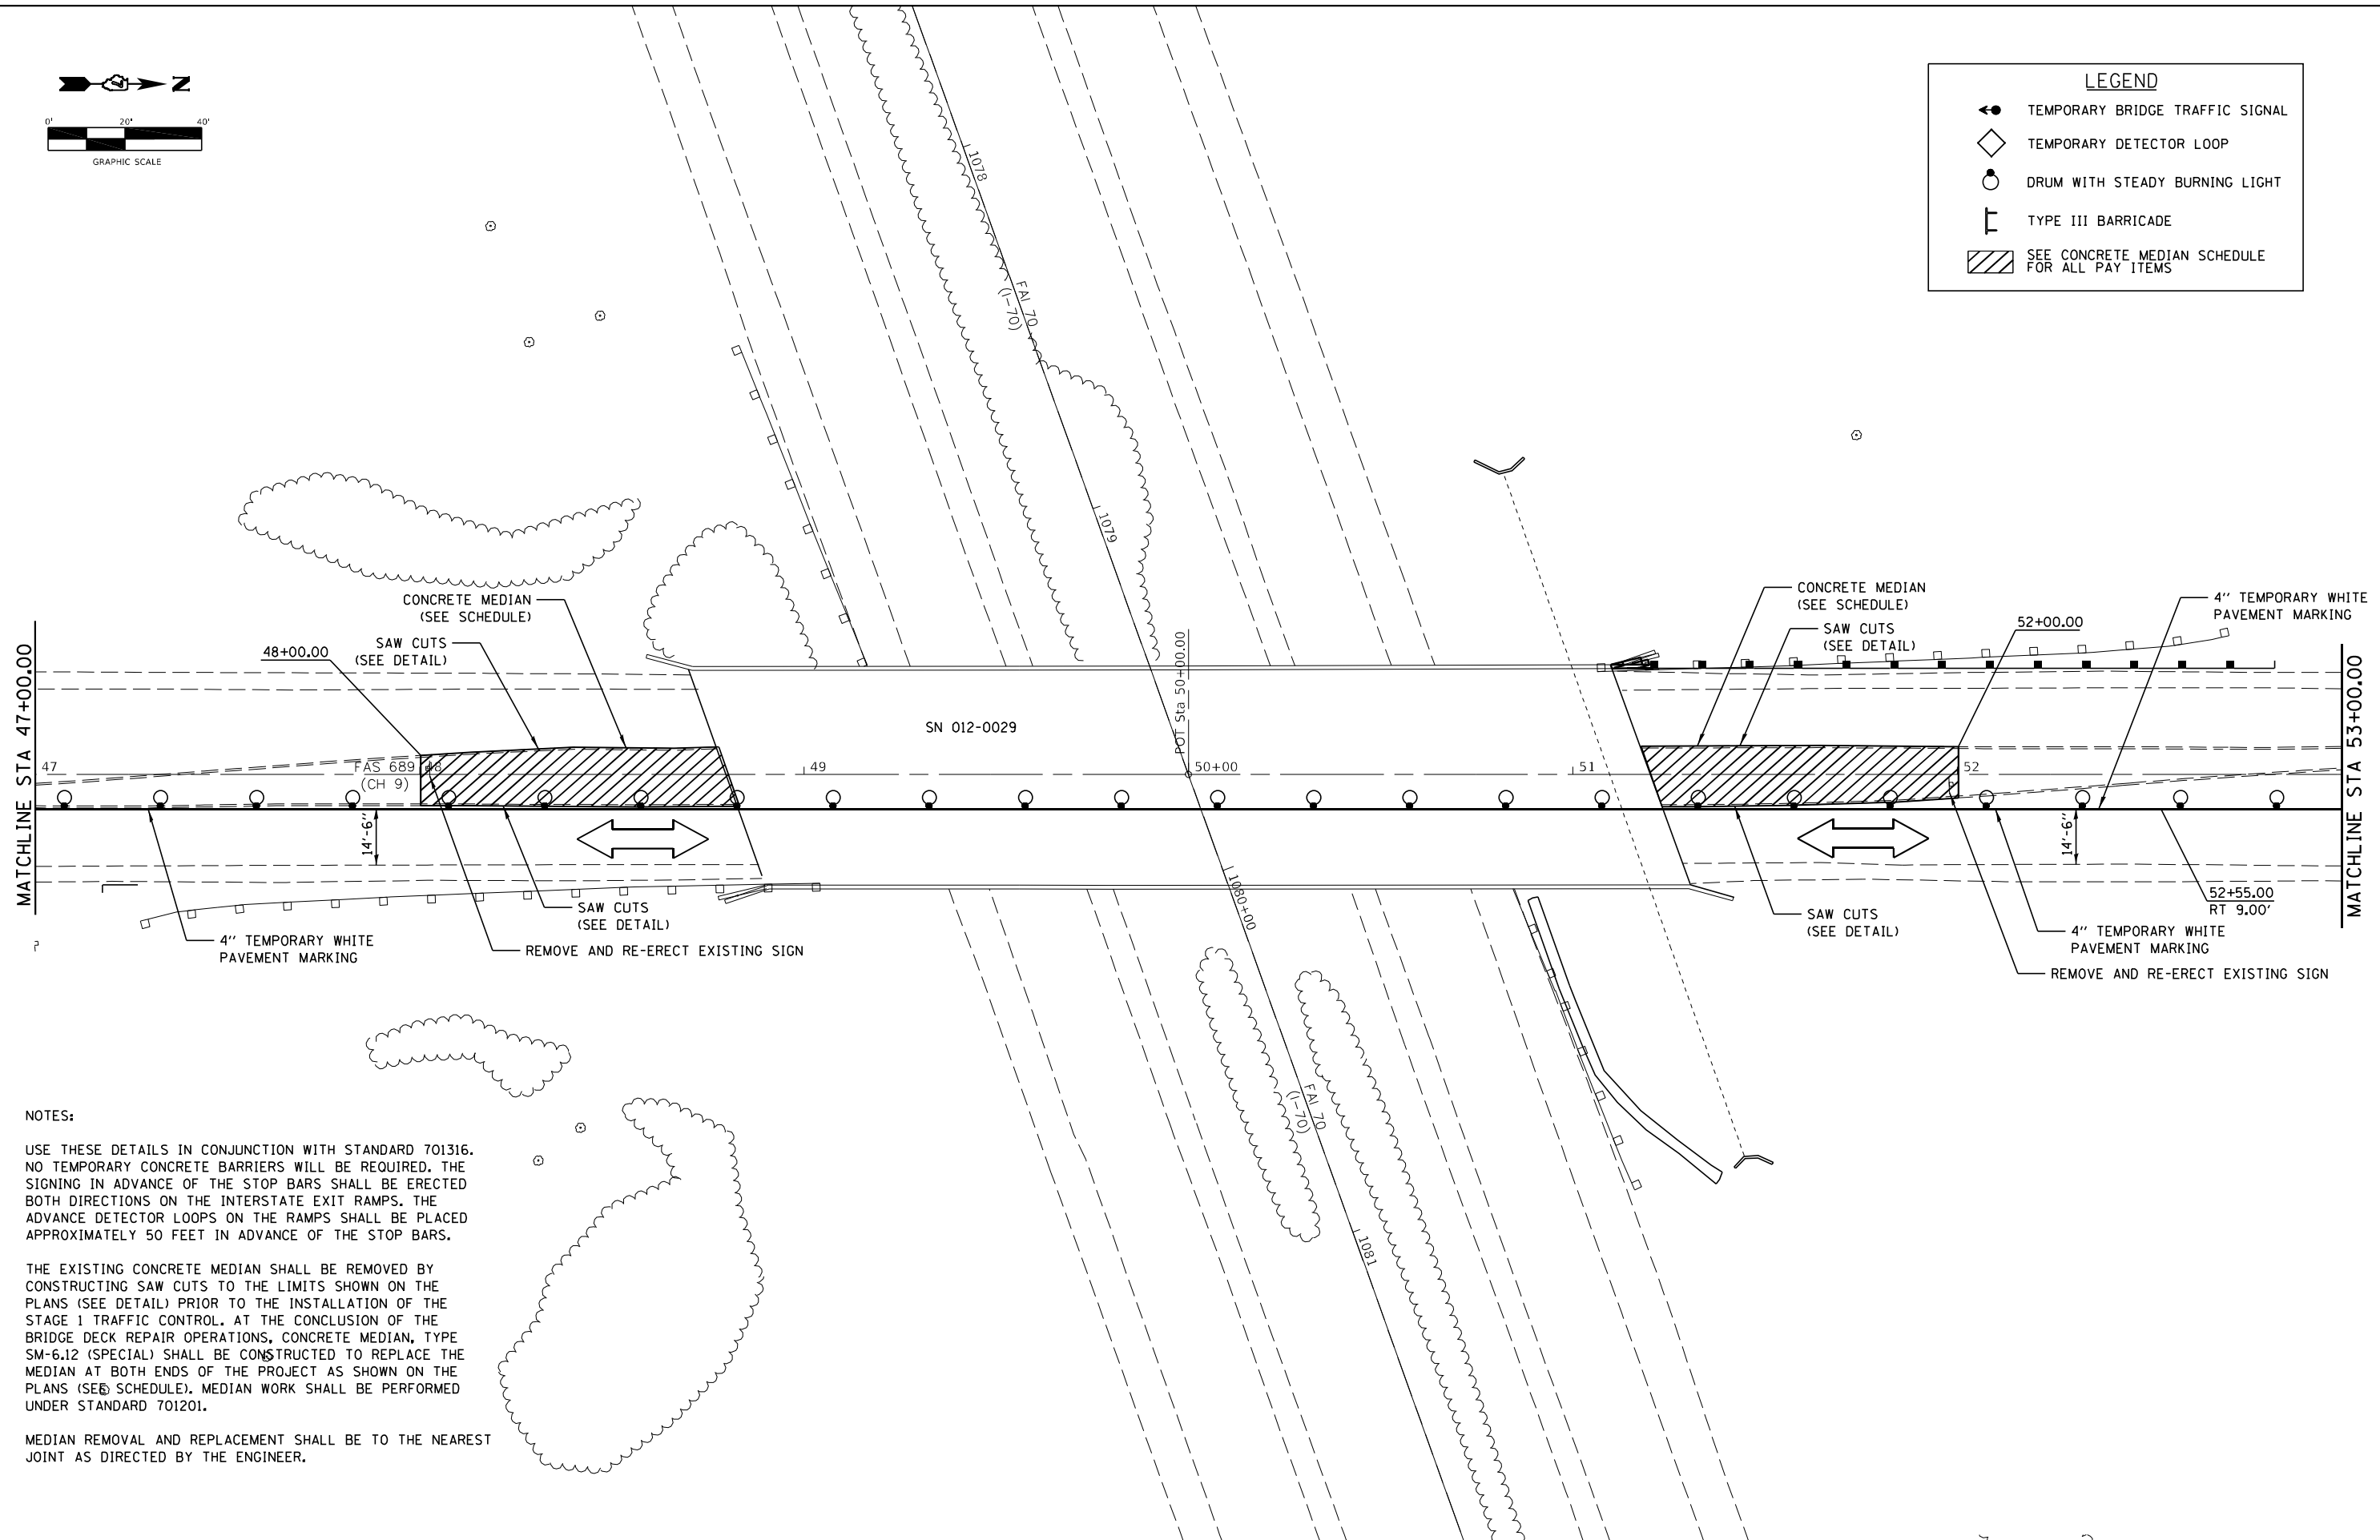 N
0' 20' 40'
GRAPHIC SCALE
LEGEND
TEMPORARY BRIDGE TRAFFIC SIGNAL
TEMPORARY DETECTOR LOOP
DRUM WITH STEADY BURNING LIGHT
TYPE III BARRICADE
SEE CONCRETE MEDIAN SCHEDULE
FOR ALL PAY ITEMS
1078
FAI 70
(I-70)
1079
CONCRETE MEDIAN
(SEE SCHEDULE)
SAW CUTS
(SEE DETAIL)
48+00.00
CONCRETE MEDIAN
(SEE SCHEDULE)
SAW CUTS
(SEE DETAIL)
52+00.00
4'' TEMPORARY WHITE
PAVEMENT MARKING
MATCHLINE STA 47+00.00
POT Sta 50+00.00
MATCHLINE STA 53+00.00
SN 012-0029
47
FAS 689
(CH 9)
48
49
50+00
51
52
14'-6''
14'-6''
SAW CUTS
(SEE DETAIL)
4'' TEMPORARY WHITE
PAVEMENT MARKING
REMOVE AND RE-ERECT EXISTING SIGN
1080+00
SAW CUTS
(SEE DETAIL)
52+55.00
RT 9.00'
4'' TEMPORARY WHITE
PAVEMENT MARKING
REMOVE AND RE-ERECT EXISTING SIGN
FAI 70
(I-70)
1081
NOTES:
USE THESE DETAILS IN CONJUNCTION WITH STANDARD 701316.
NO TEMPORARY CONCRETE BARRIERS WILL BE REQUIRED. THE
SIGNING IN ADVANCE OF THE STOP BARS SHALL BE ERECTED
BOTH DIRECTIONS ON THE INTERSTATE EXIT RAMPS. THE
ADVANCE DETECTOR LOOPS ON THE RAMPS SHALL BE PLACED
APPROXIMATELY 50 FEET IN ADVANCE OF THE STOP BARS.
THE EXISTING CONCRETE MEDIAN SHALL BE REMOVED BY
CONSTRUCTING SAW CUTS TO THE LIMITS SHOWN ON THE
PLANS (SEE DETAIL) PRIOR TO THE INSTALLATION OF THE
STAGE 1 TRAFFIC CONTROL. AT THE CONCLUSION OF THE
BRIDGE DECK REPAIR OPERATIONS, CONCRETE MEDIAN, TYPE
SM-6.12 (SPECIAL) SHALL BE CONSTRUCTED TO REPLACE THE
MEDIAN AT BOTH ENDS OF THE PROJECT AS SHOWN ON THE
PLANS (SEE SCHEDULE). MEDIAN WORK SHALL BE PERFORMED
UNDER STANDARD 701201.
MEDIAN REMOVAL AND REPLACEMENT SHALL BE TO THE NEAREST
JOINT AS DIRECTED BY THE ENGINEER.